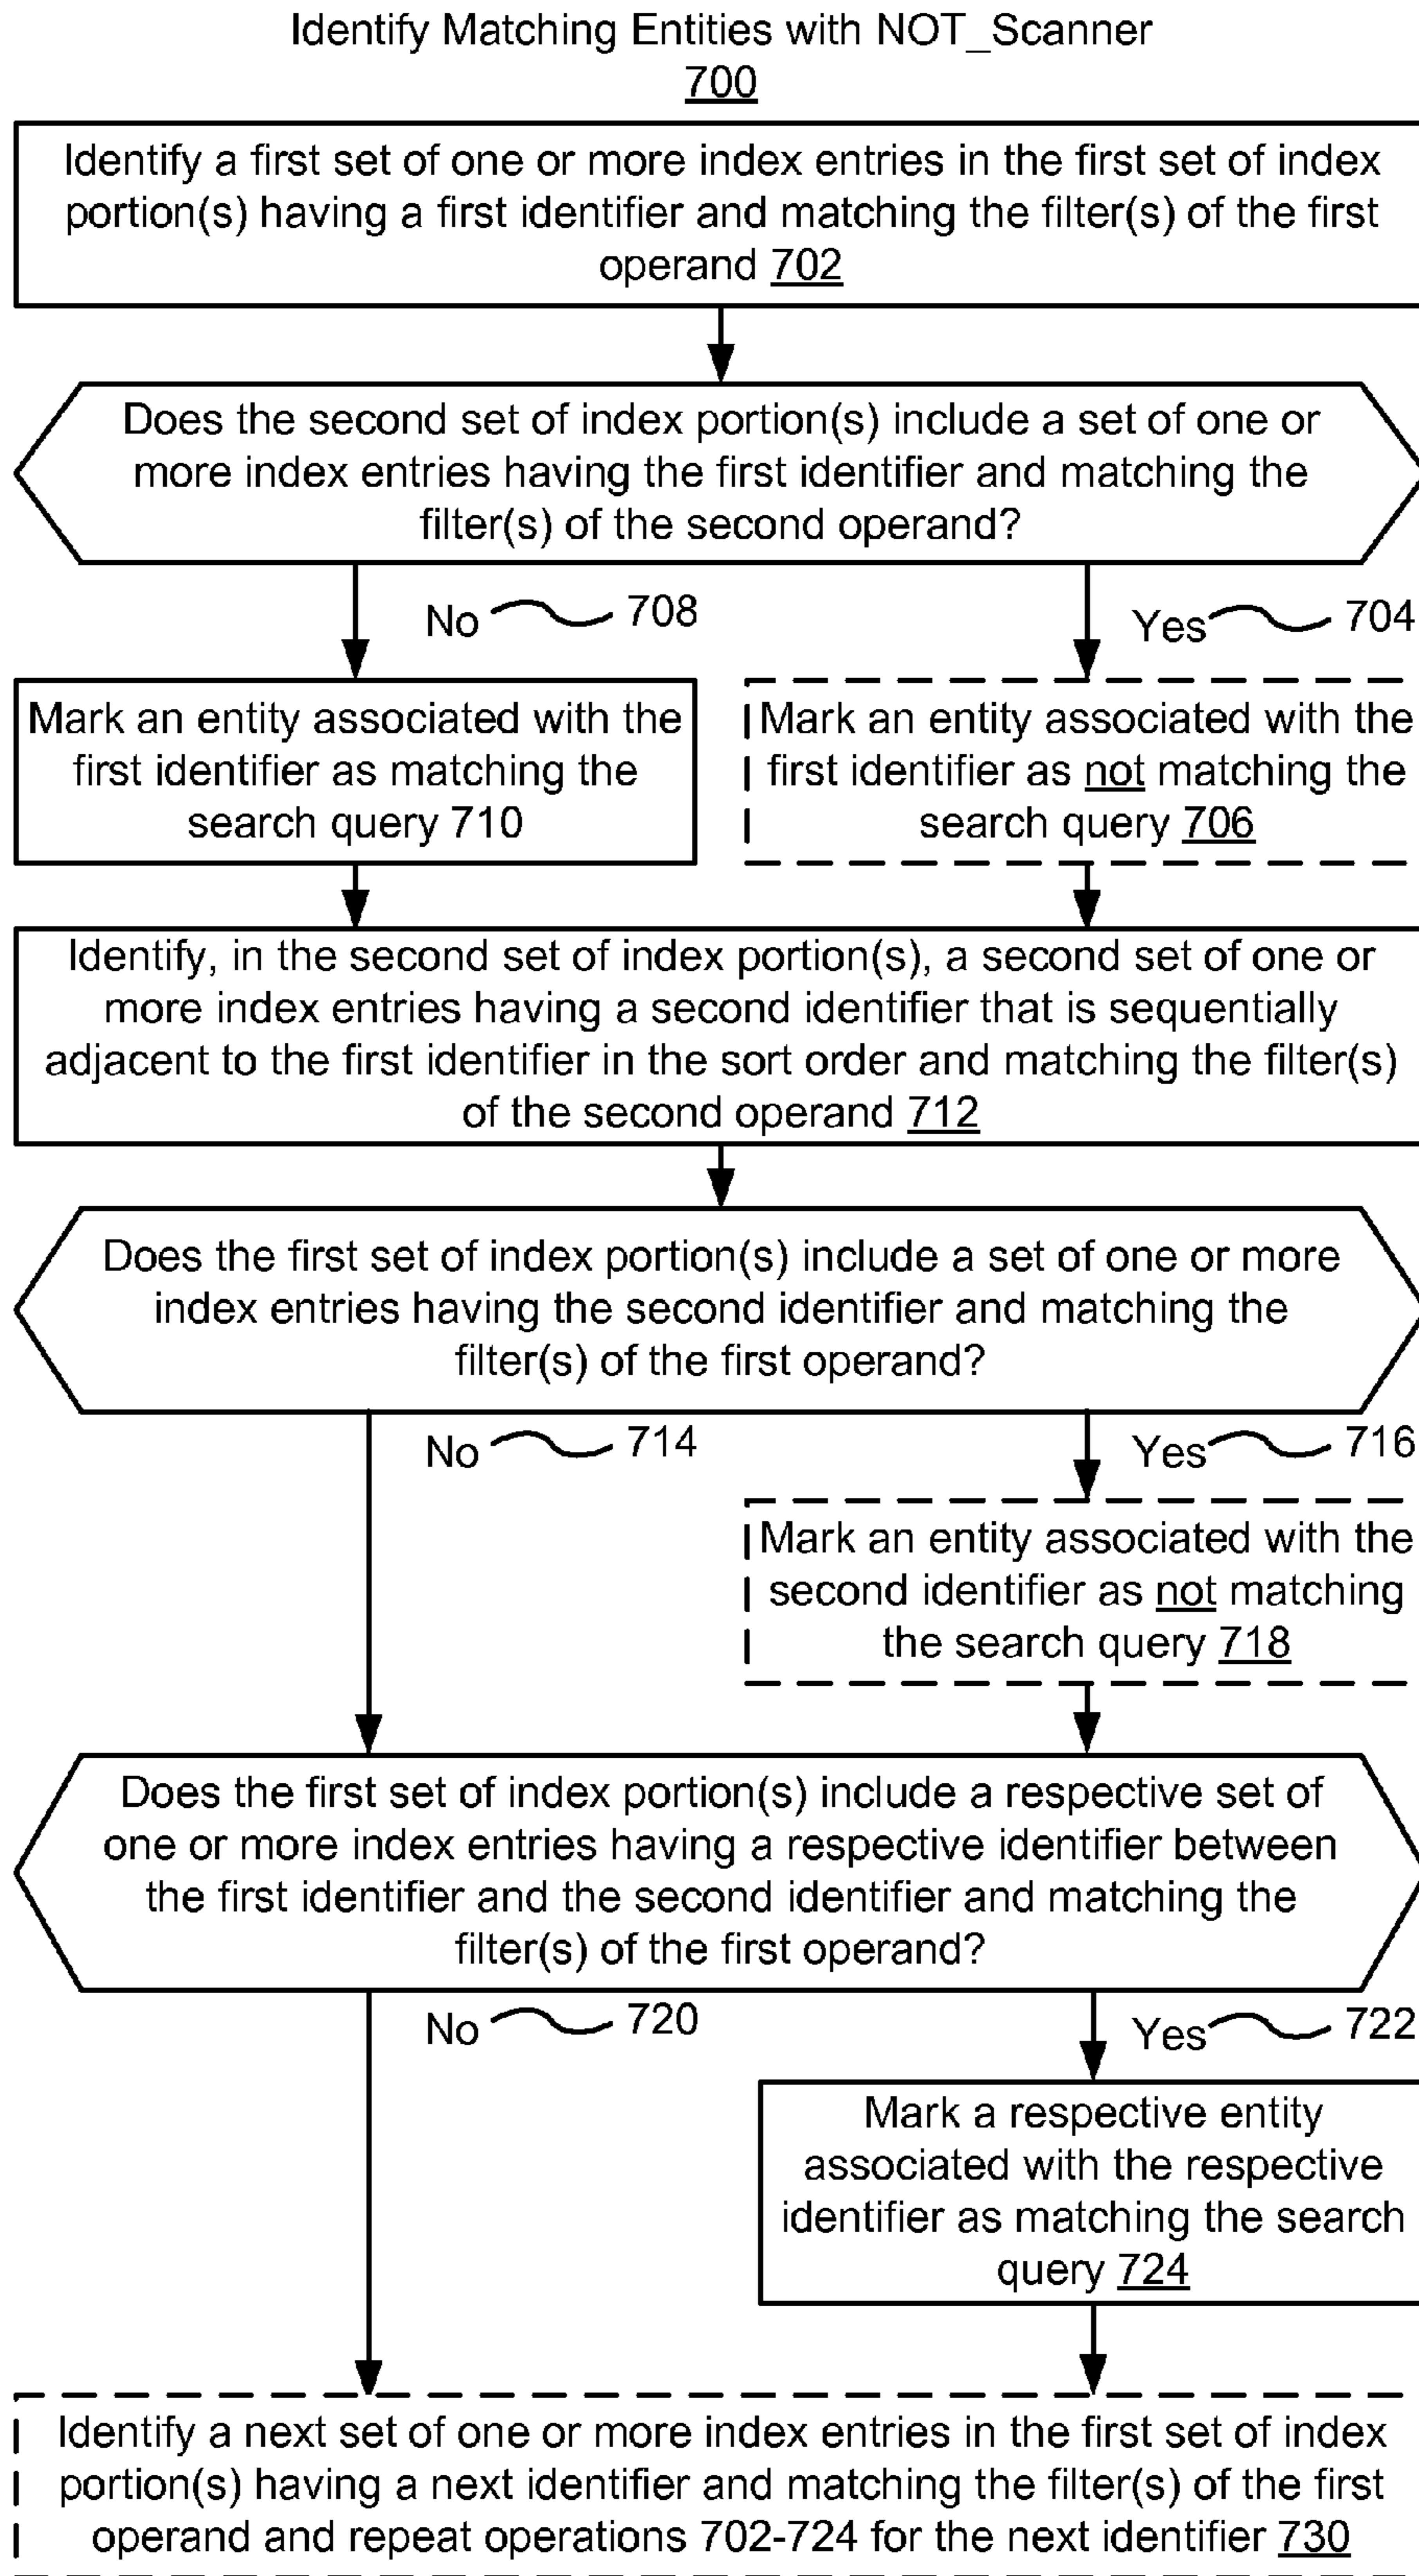 Identify Matching Entities with NOT_Scanner
700
Identify a first set of one or more index entries in the first set of index
portion(s) having a first identifier and matching the filter(s) of the first
operand 702
Does the second set of index portion(s) include a set of one or
more index entries having the first identifier and matching the
filter(s) of the second operand?
No 708
Yes 704
Mark an entity associated with the
first identifier as matching the
search query 710
Mark an entity associated with the
first identifier as not matching the
search query 706
Identify, in the second set of index portion(s), a second set of one or
more index entries having a second identifier that is sequentially
adjacent to the first identifier in the sort order and matching the filter(s)
of the second operand 712
Does the first set of index portion(s) include a set of one or more
index entries having the second identifier and matching the
filter(s) of the first operand?
No 714
Yes 716
Mark an entity associated with the
second identifier as not matching
the search query 718
Does the first set of index portion(s) include a respective set of
one or more index entries having a respective identifier between
the first identifier and the second identifier and matching the
filter(s) of the first operand?
No 720
Yes 722
Mark a respective entity
associated with the respective
identifier as matching the search
query 724
Identify a next set of one or more index entries in the first set of index
portion(s) having a next identifier and matching the filter(s) of the first
operand and repeat operations 702-724 for the next identifier 730